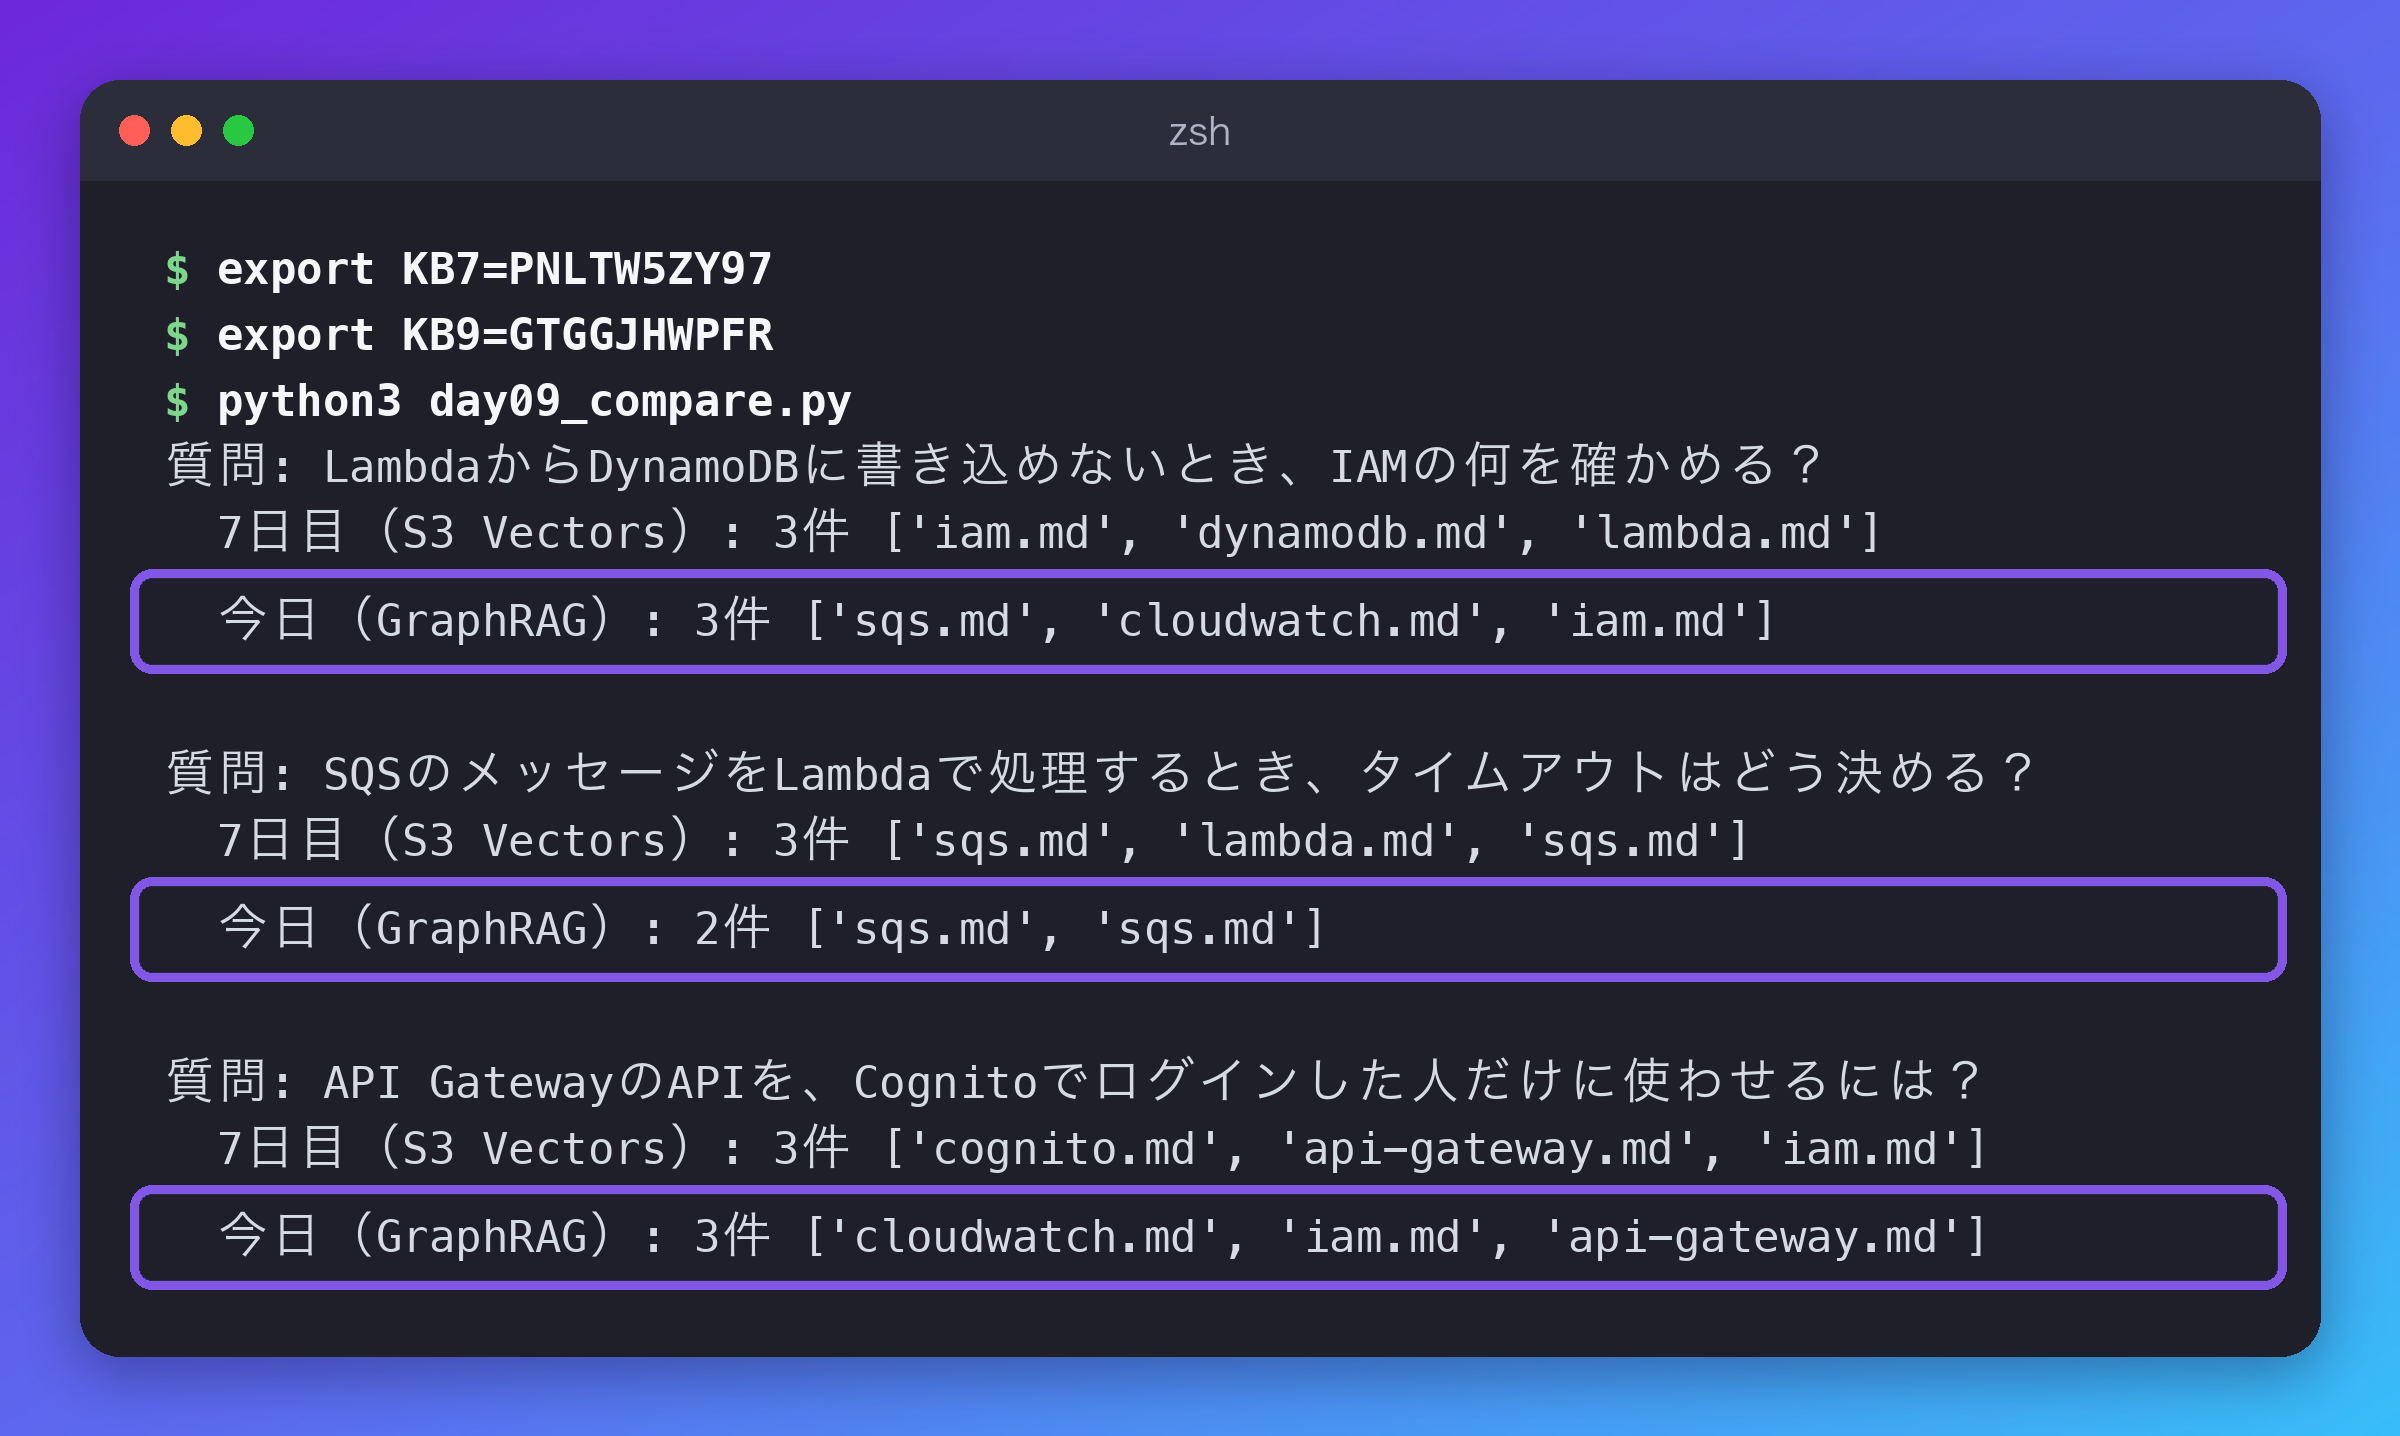 zsh
$ export KB7=PNLTW5ZY97
$ export KB9=GTGGJHWPFR
$ python3 day09_compare.py
質問: LambdaからDynamoDBに書き込めないとき、IAMの何を確かめる？
7日目（S3 Vectors）: 3件 ['iam.md', 'dynamodb.md', 'lambda.md']
今日（GraphRAG）: 3件 ['sqs.md', 'cloudwatch.md', 'iam.md']
質問: SQSのメッセージをLambdaで処理するとき、タイムアウトはどう決める？
7日目（S3 Vectors）: 3件 ['sqs.md', 'lambda.md', 'sqs.md']
今日（GraphRAG）: 2件 ['sqs.md', 'sqs.md']
質問: API GatewayのAPIを、Cognitoでログインした人だけに使わせるには？
7日目（S3 Vectors）: 3件 ['cognito.md', 'api-gateway.md', 'iam.md']
今日（GraphRAG）: 3件 ['cloudwatch.md', 'iam.md', 'api-gateway.md']